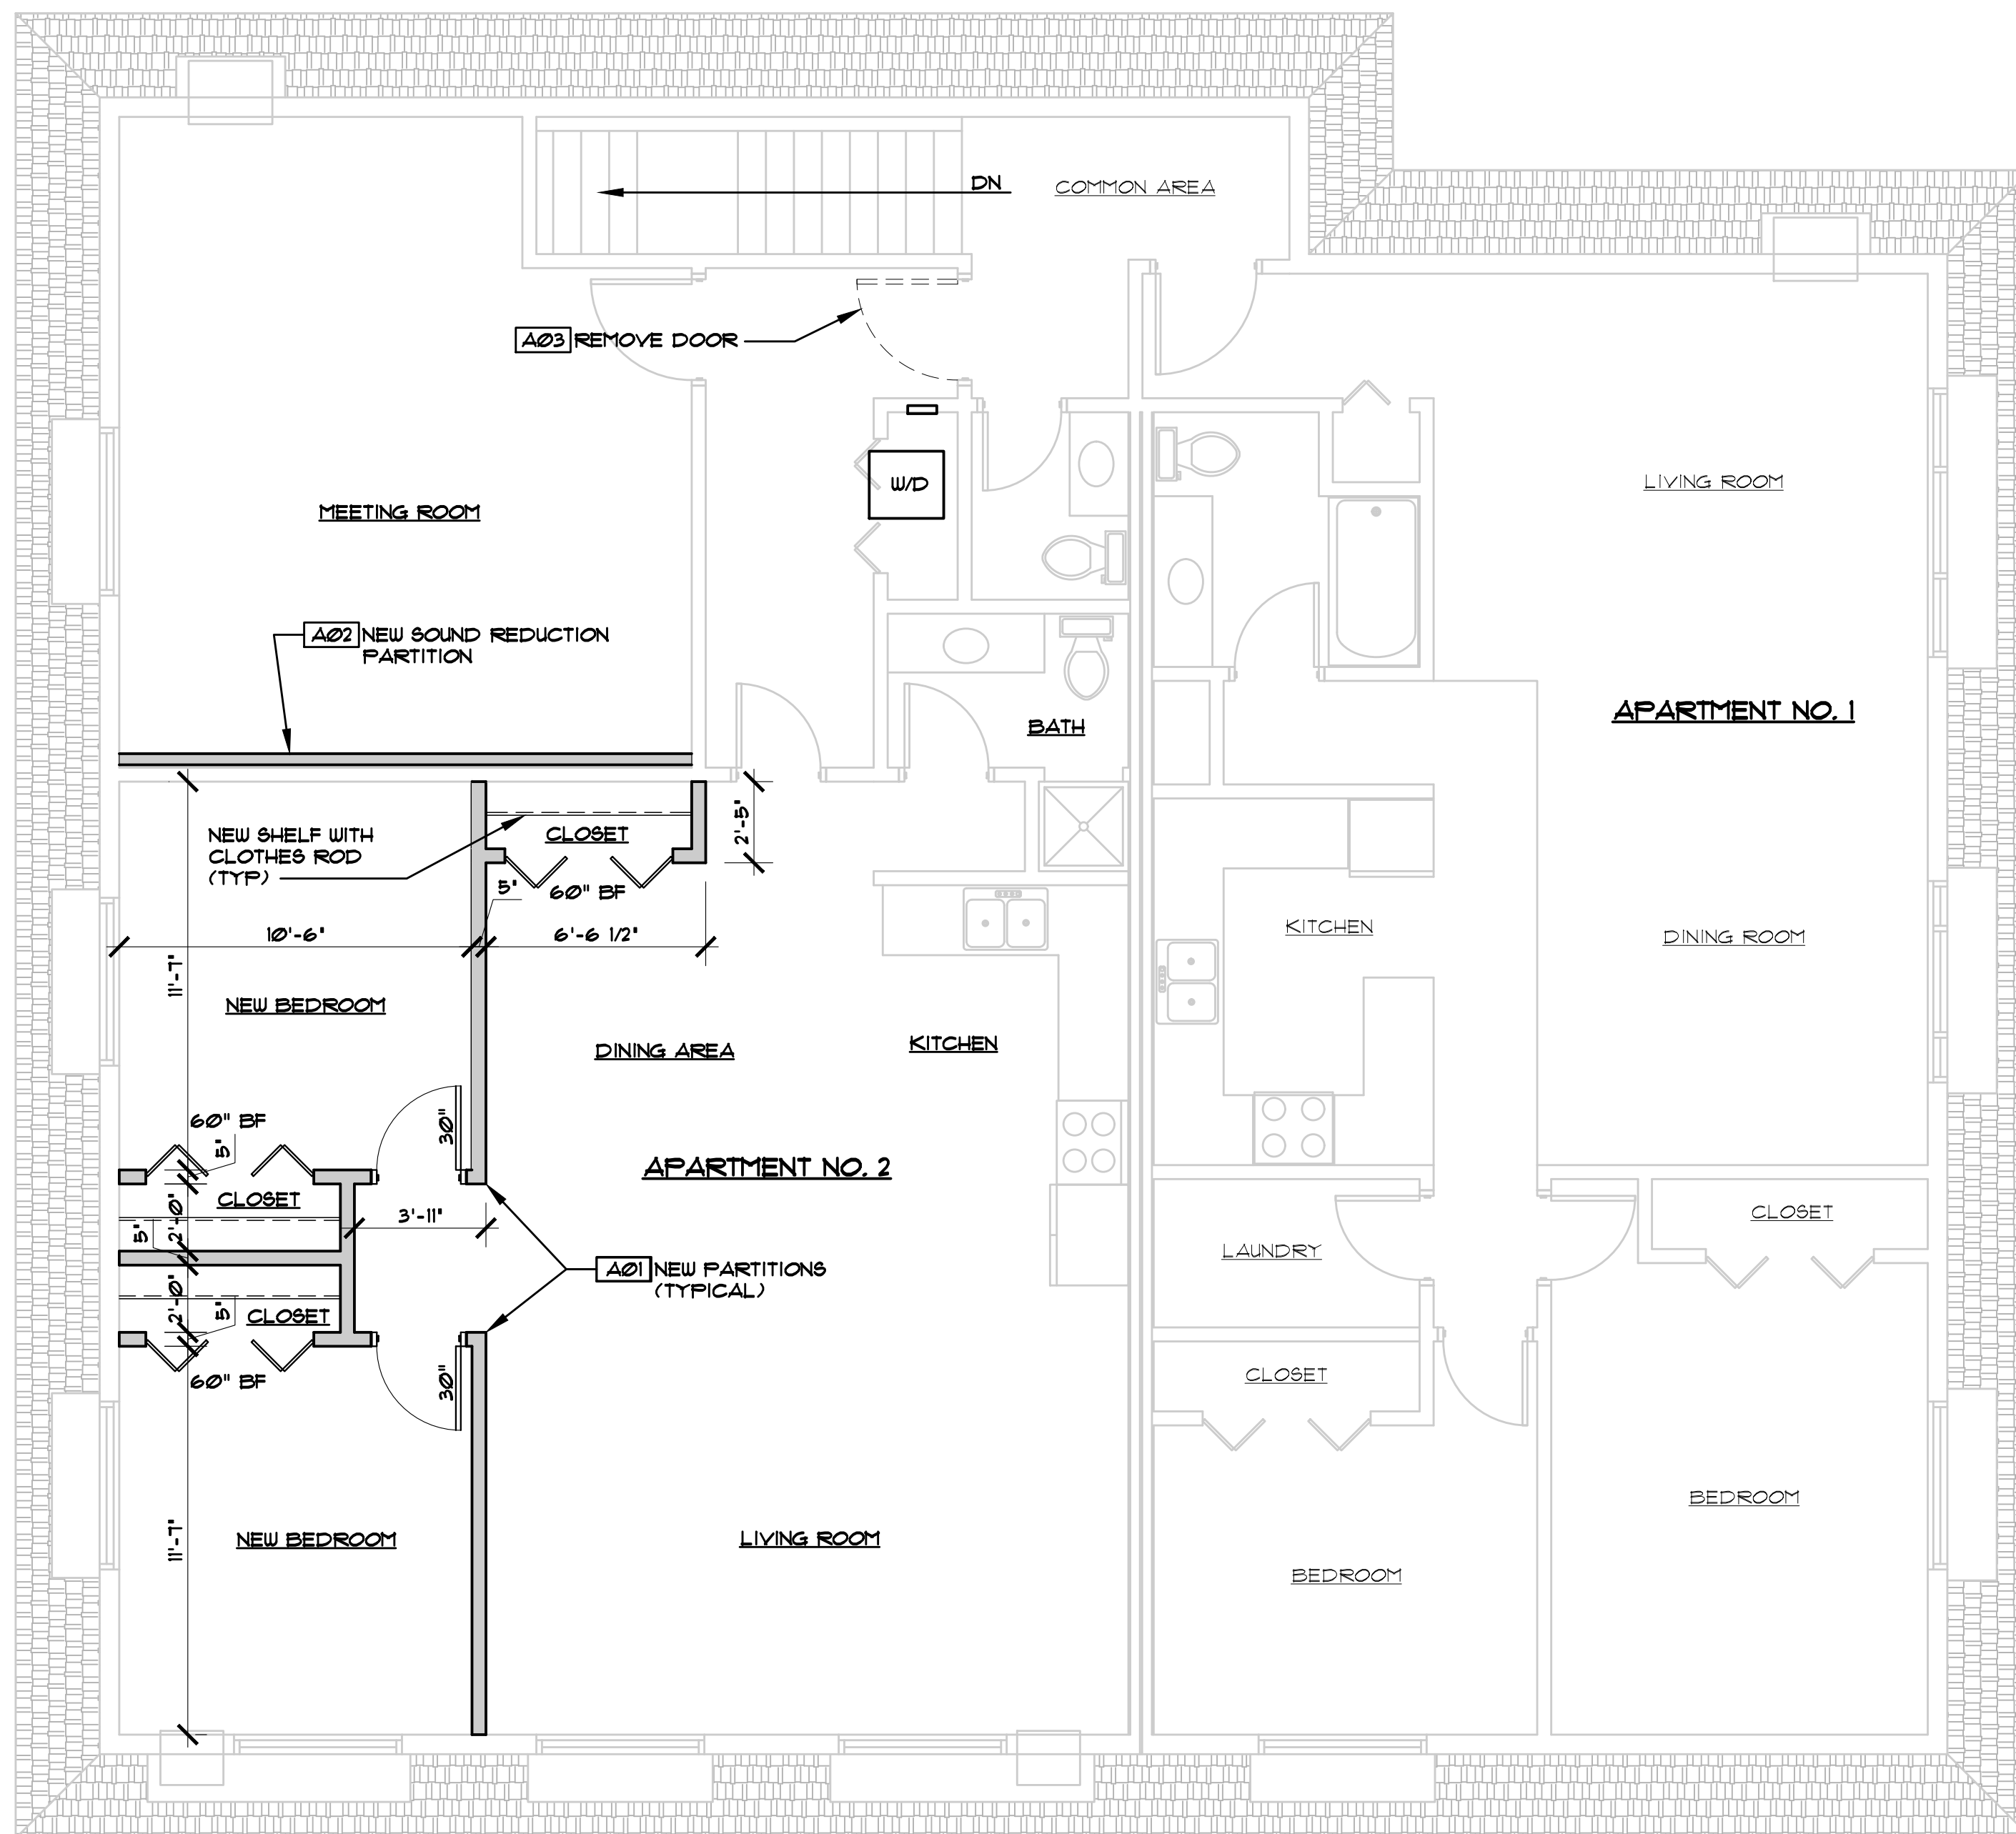 DN
COMMON AREA
A03 REMOVE DOOR
W/D
MEETING ROOM
LIVING ROOM
A02 NEW SOUND REDUCTION
PARTITION
BATH
APARTMENT NO. 1
2'-5"
NEW SHELF WITH
CLOTHES ROD
(TYP)
CLOSET
5"
60" BF
10'-6"
6'-6 1/2"
11'-7"
KITCHEN
DINING ROOM
NEW BEDROOM
DINING AREA
KITCHEN
60" BF
5"
30"
APARTMENT NO. 2
CLOSET
2'-0"
5"
3'-11"
CLOSET
LAUNDRY
A01 NEW PARTITIONS
(TYPICAL)
2'-0"
5"
CLOSET
60" BF
30"
CLOSET
11'-7"
NEW BEDROOM
LIVING ROOM
BEDROOM
BEDROOM